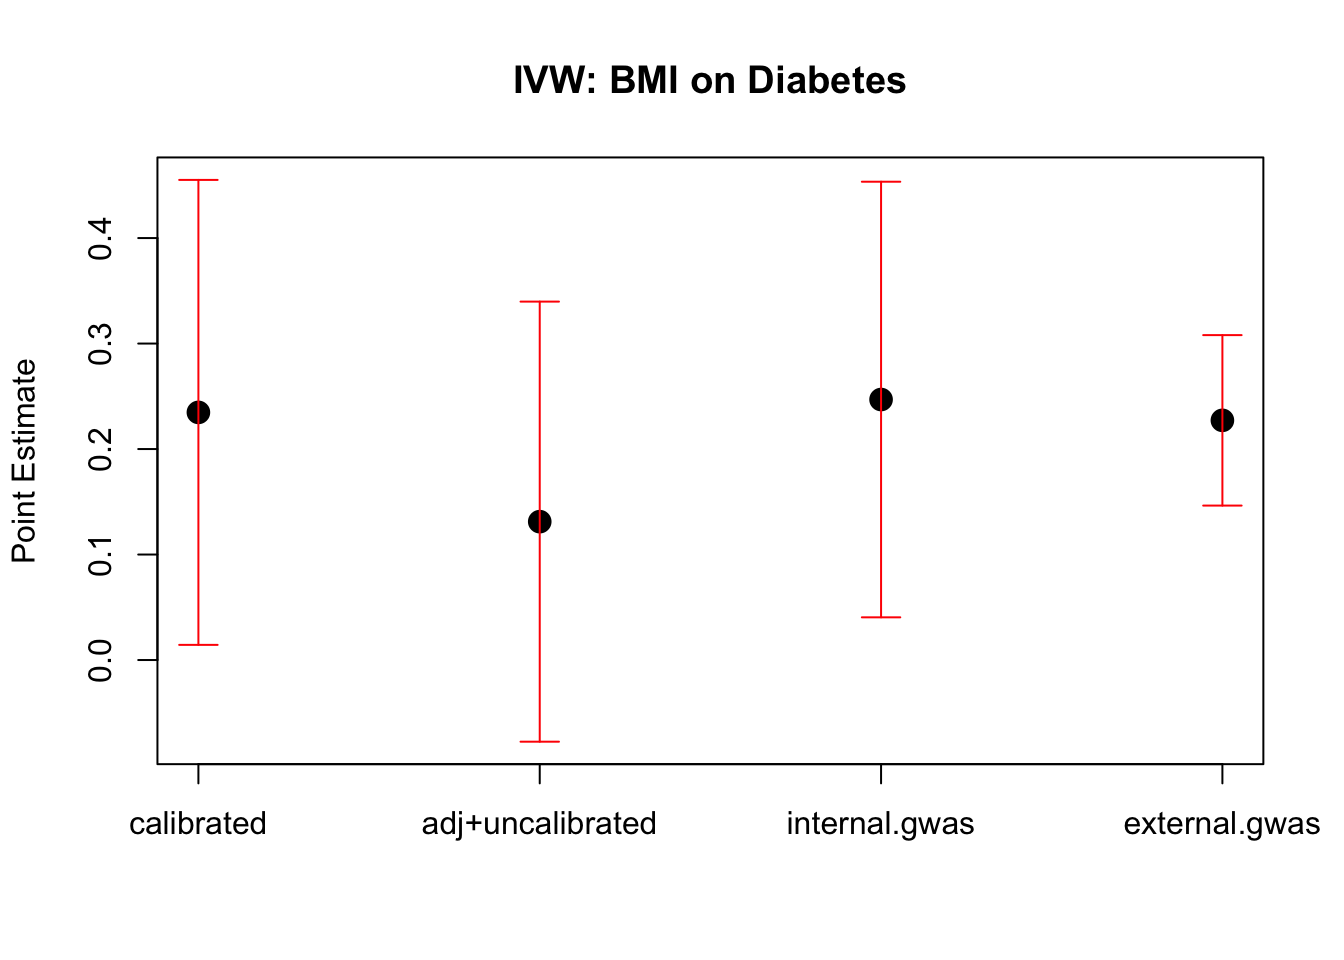 IVW: BMI on Diabetes
Point Estimate
0.4
0.3
0.2
0.1
0.0
calibrated
adj+uncalibrated
internal.gwas
external.gwas